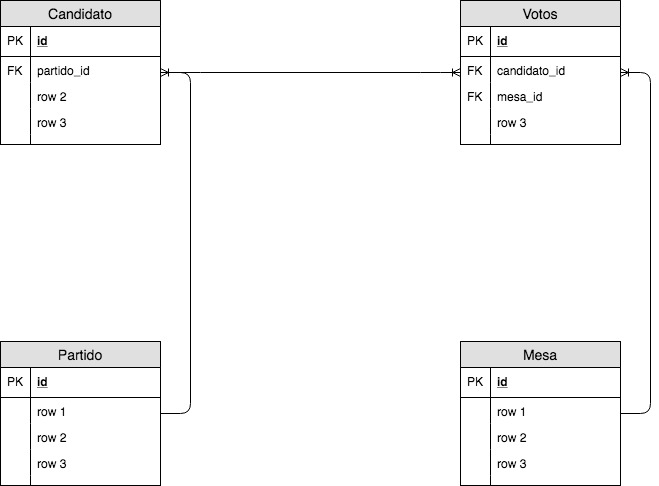 Candidato
PK id
FK partido_id
row 2
row 3
Votos
PK id
FK candidato_id
FK mesa_id
row 3
Partido
PK id
row 1
row 2
row 3
Mesa
PK id
row 1
row 2
row 3